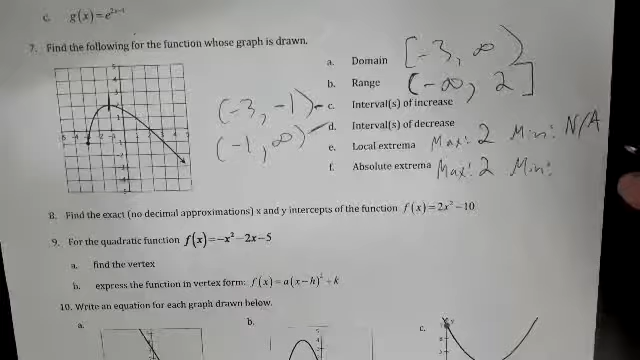 c. g(x)=e^(2x-1)
7. Find the following for the function whose graph is drawn.
a. Domain [-3, ∞)
b. Range (-∞, 2]
(-3, -1) - c. Interval(s) of increase
(-1, ∞) - d. Interval(s) of decrease
e. Local extrema Max: 2 Min: N/A
f. Absolute extrema Max: 2 Min:
8. Find the exact (no decimal approximations) x and y intercepts of the function f(x)=2x²-10
9. For the quadratic function f(x)=-x²-2x-5
a. find the vertex
b. express the function in vertex form: f(x)=a(x-h)²+k
10. Write an equation for each graph drawn below.
a. b. c.